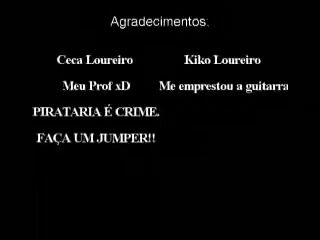 Agradecimentos:
Ceca Loureiro Kiko Loureiro
Meu Prof xD Me emprestou a guitarra
PIRATARIA É CRIME.
FAÇA UM JUMPER!!